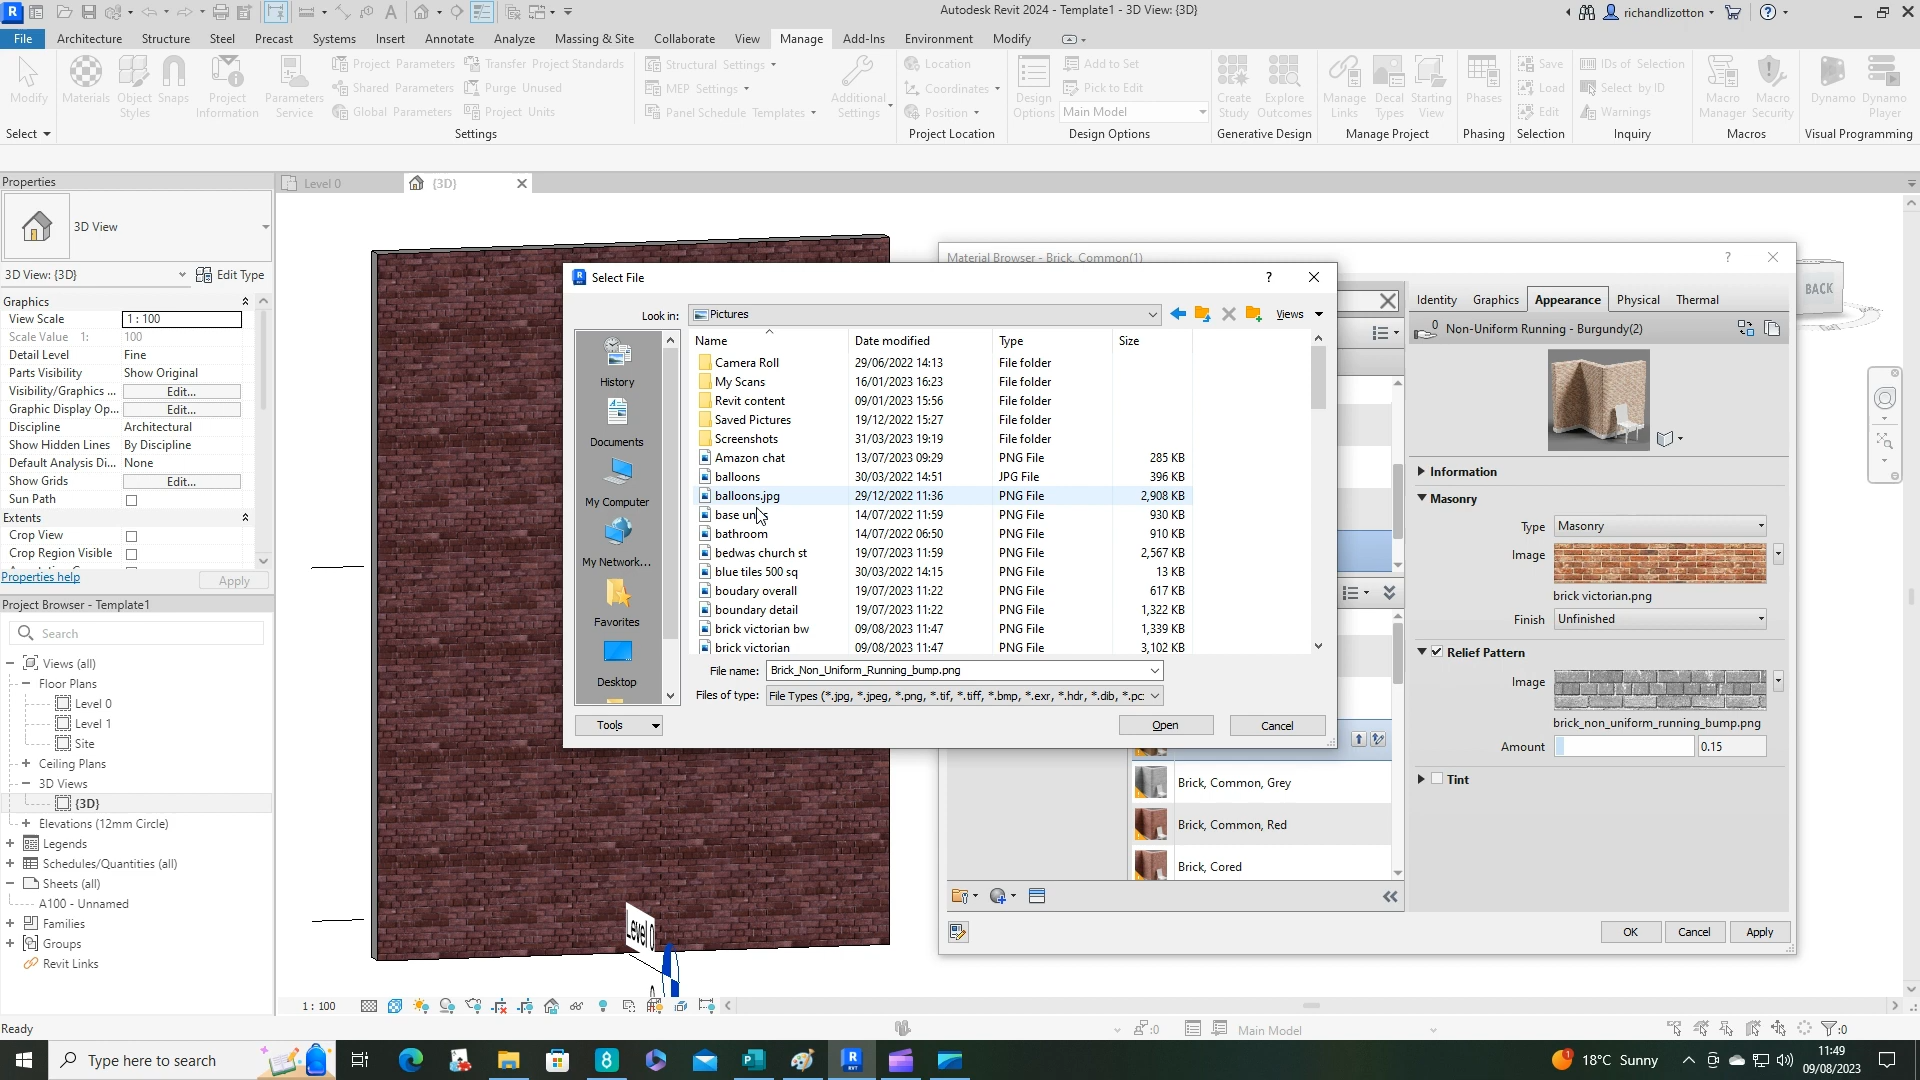 Autodesk Revit 2024 - Template1 - 3D View: {3D}
richandlizotton
File Architecture Structure Steel Precast Systems Insert Annotate Analyze Massing & Site Collaborate View Manage Add-Ins Environment Modify
Modify
Materials
Object Styles
Snaps
Project Information
Parameters Service
Project Parameters
Shared Parameters
Global Parameters
Transfer Project Standards
Purge Unused
Project Units
Structural Settings
MEP Settings
Panel Schedule Templates
Additional Settings
Location
Coordinates
Position
Design Options
Add to Set
Pick to Edit
Main Model
Create Study
Explore Outcomes
Manage Links
Decal Types
Starting View
Phases
Save
Load
Edit
IDs of Selection
Select by ID
Warnings
Macro Manager
Macro Security
Dynamo
Dynamo Player
Select Settings Project Location Design Options Generative Design Manage Project Phasing Selection Inquiry Macros Visual Programming
Properties
Level 0
{3D}
3D View
3D View: {3D} Edit Type
Graphics
View Scale 1 : 100
Scale Value 1: 100
Detail Level Fine
Parts Visibility Show Original
Visibility/Graphics ... Edit...
Graphic Display Op... Edit...
Discipline Architectural
Show Hidden Lines By Discipline
Default Analysis Di... None
Show Grids Edit...
Sun Path
Extents
Crop View
Crop Region Visible
Properties help Apply
Project Browser - Template1
Search
Views (all)
Floor Plans
Level 0
Level 1
Site
Ceiling Plans
3D Views
{3D}
Elevations (12mm Circle)
Legends
Schedules/Quantities (all)
Sheets (all)
A100 - Unnamed
Families
Groups
Revit Links
Level 0
BACK
Select File
Look in: Pictures Views
Name Date modified Type Size
Camera Roll 29/06/2022 14:13 File folder
My Scans 16/01/2023 16:23 File folder
Revit content 09/01/2023 15:56 File folder
Saved Pictures 19/12/2022 15:27 File folder
Screenshots 31/03/2023 19:19 File folder
Amazon chat 13/07/2023 09:29 PNG File 285 KB
balloons 30/03/2022 14:51 JPG File 396 KB
balloons.jpg 29/12/2022 11:36 PNG File 2,908 KB
base units 14/07/2022 11:59 PNG File 930 KB
bathroom 14/07/2022 06:50 PNG File 910 KB
bedwas church st 19/07/2023 11:59 PNG File 2,567 KB
blue tiles 500 sq 30/03/2022 14:15 PNG File 13 KB
boudary overall 19/07/2023 11:22 PNG File 617 KB
boundary detail 19/07/2023 11:22 PNG File 1,322 KB
brick victorian bw 09/08/2023 11:47 PNG File 1,339 KB
brick victorian 09/08/2023 11:47 PNG File 3,102 KB
History
Documents
My Computer
My Network...
Favorites
Desktop
File name: Brick_Non_Uniform_Running_bump.png
Files of type: File Types (*.jpg, *.jpeg, *.png, *.tif, *.tiff, *.bmp, *.exr, *.hdr, *.dib, *.pc:
Tools Open Cancel
Material Browser - Brick, Common(1)
Identity Graphics Appearance Physical Thermal
0 Non-Uniform Running - Burgundy(2)
Information
Masonry
Type Masonry
Image
brick victorian.png
Finish Unfinished
Relief Pattern
Image
brick_non_uniform_running_bump.png
Amount 0.15
Tint
Brick, Common, Grey
Brick, Common, Red
Brick, Cored
OK Cancel Apply
1 : 100
Ready
:0
Main Model
:0
Type here to search
18°C Sunny
11:49
09/08/2023